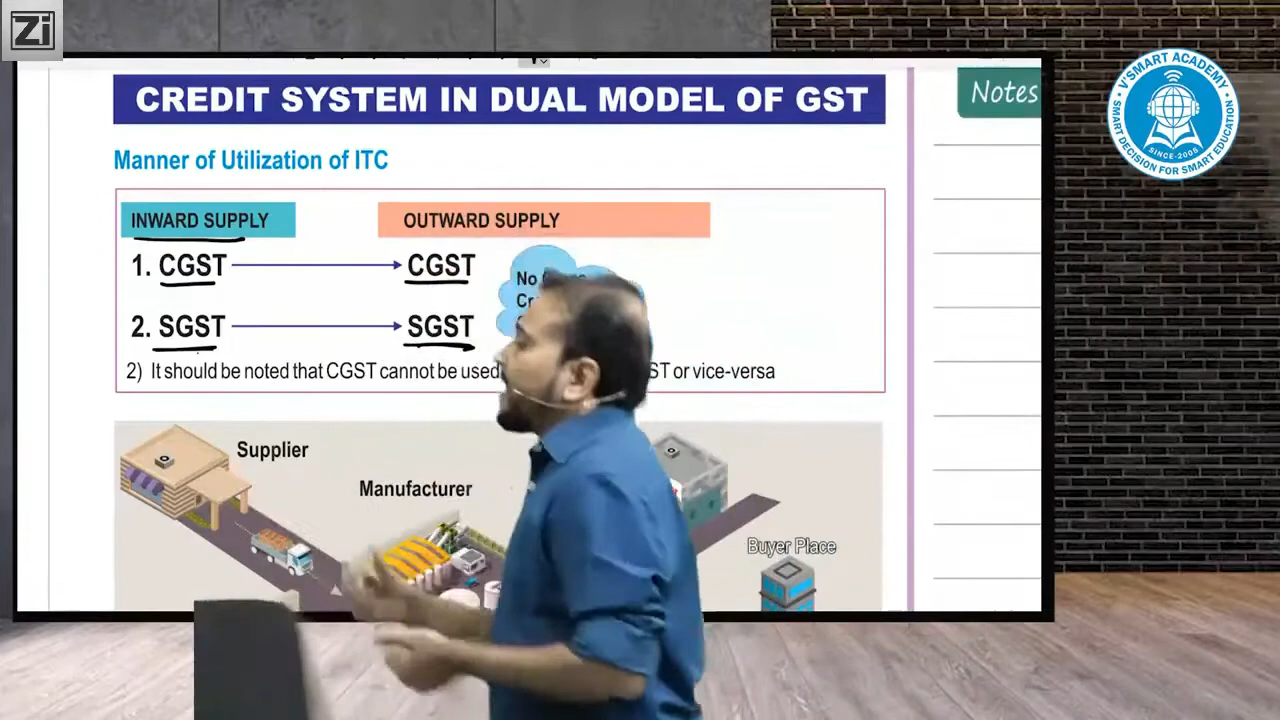 Zi
CREDIT SYSTEM IN DUAL MODEL OF GST
Notes
Manner of Utilization of ITC
INWARD SUPPLY
OUTWARD SUPPLY
1. CGST
CGST
No
2. SGST
SGST
2) It should be noted that CGST cannot be used ST or vice-versa
Supplier
Manufacturer
Buyer Place
V'SMART ACADEMY
SINCE-2005
SMART DECISION FOR SMART EDUCATION